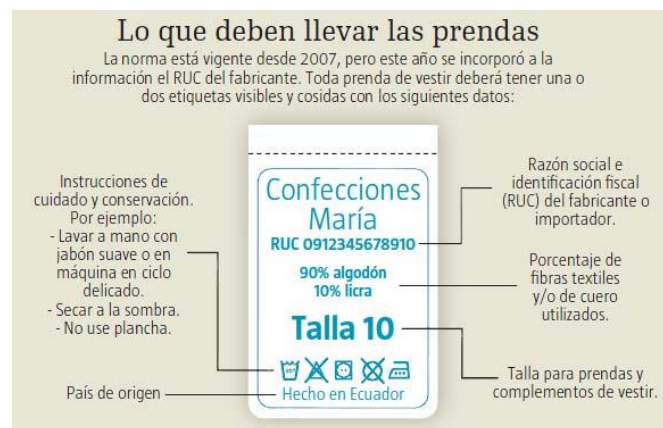 Lo que deben llevar las prendas
La norma está vigente desde 2007, pero este año se incorporó a la
información el RUC del fabricante. Toda prenda de vestir deberá tener una o
dos etiquetas visibles y cosidas con los siguientes datos:
Instrucciones de
cuidado y conservación.
Por ejemplo:
- Lavar a mano con
jabón suave o en
máquina en ciclo
delicado.
- Secar a la sombra.
- No use plancha.
País de origen
Confecciones
María
RUC 0912345678910
90% algodón
10% licra
Talla 10
Hecho en Ecuador
Razón social e
identificación fiscal
(RUC) del fabricante o
importador.
Porcentaje de
fibras textiles
y/o de cuero
utilizados.
Talla para prendas y
complementos de vestir.